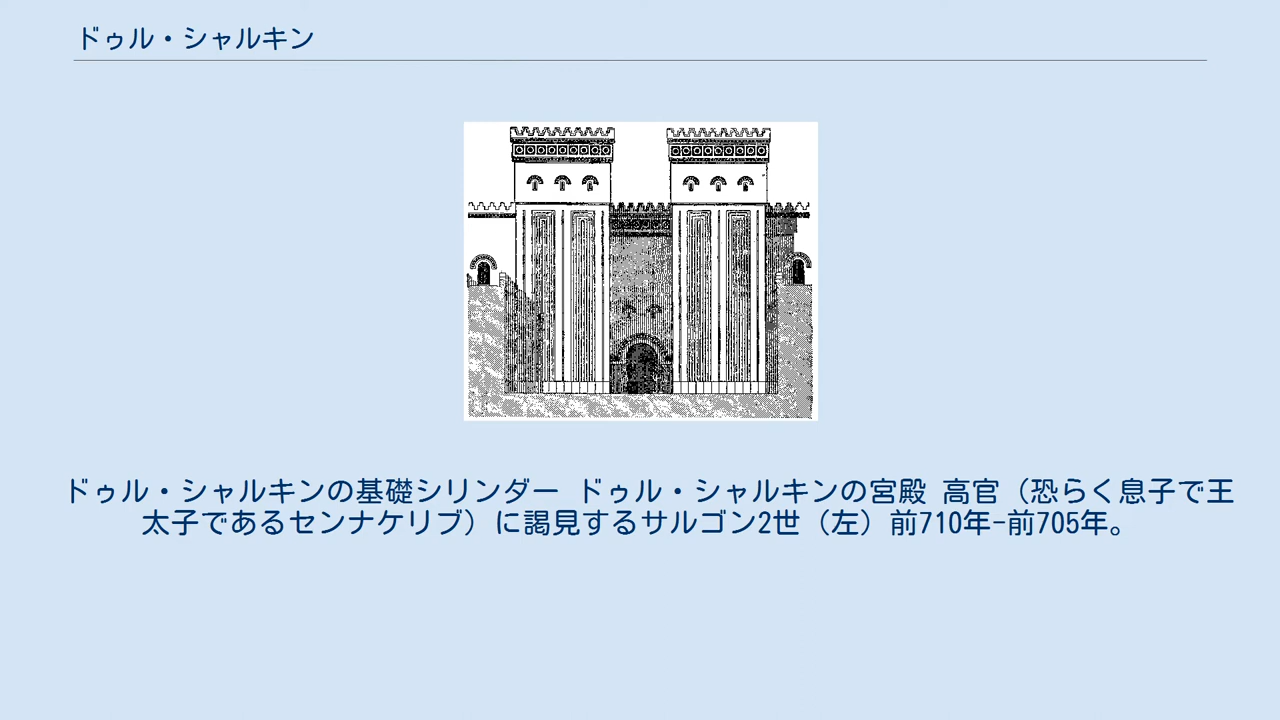 ドゥル・シャルキン
ドゥル・シャルキンの基礎シリンダー ドゥル・シャルキンの宮殿 高官（恐らく息子で王
太子であるセンナケリブ）に謁見するサルゴン2世（左）前710年-前705年。